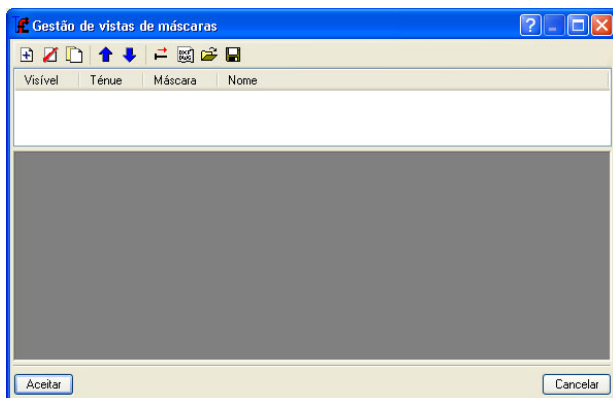 Gestão de vistas de máscaras
Visível Ténue Máscara Nome
Aceitar Cancelar